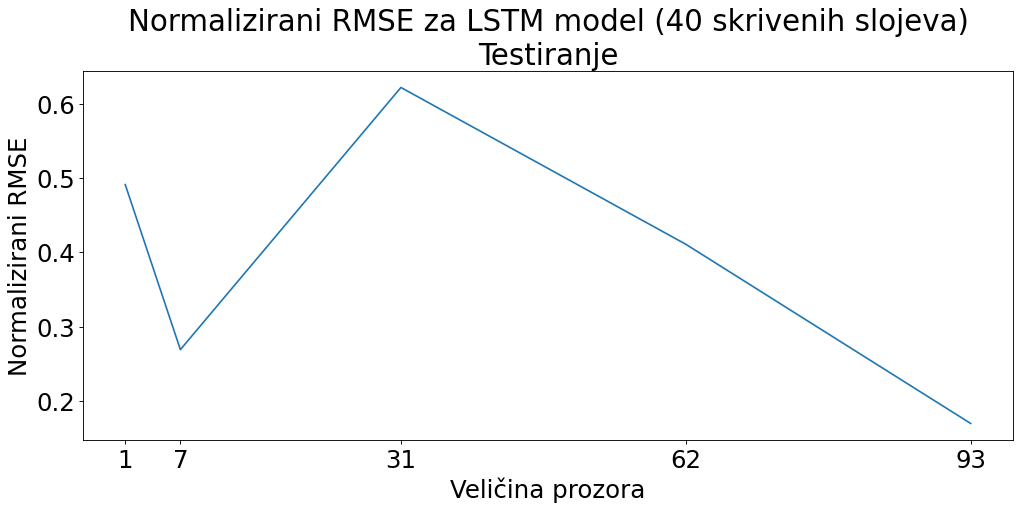 Normalizirani RMSE za LSTM model (40 skrivenih slojeva)
Testiranje
Normalizirani RMSE
0.6
0.5
0.4
0.3
0.2
1 7 31 62 93
Veličina prozora